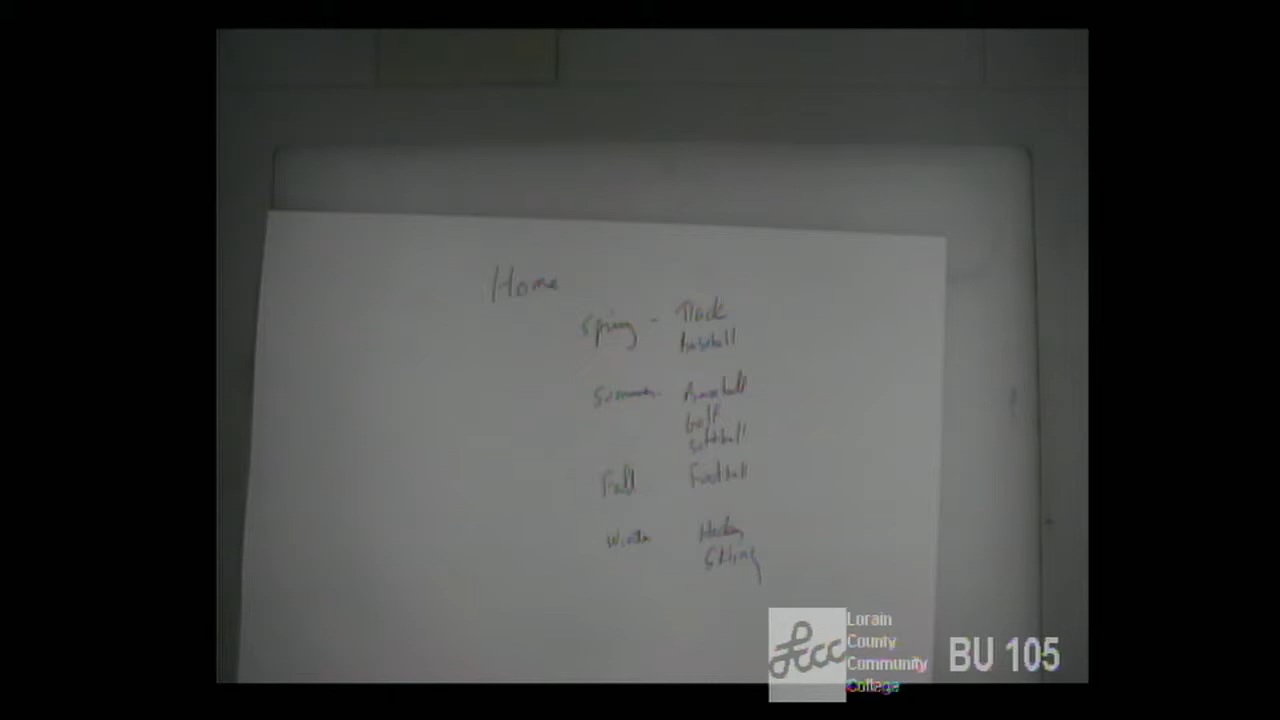 Home
Spring - Track
Baseball
Summer - Baseball
Golf
Softball
Fall Football
Winter Hockey
Skiing
Lorain
County
Community
College
lccc
BU 105